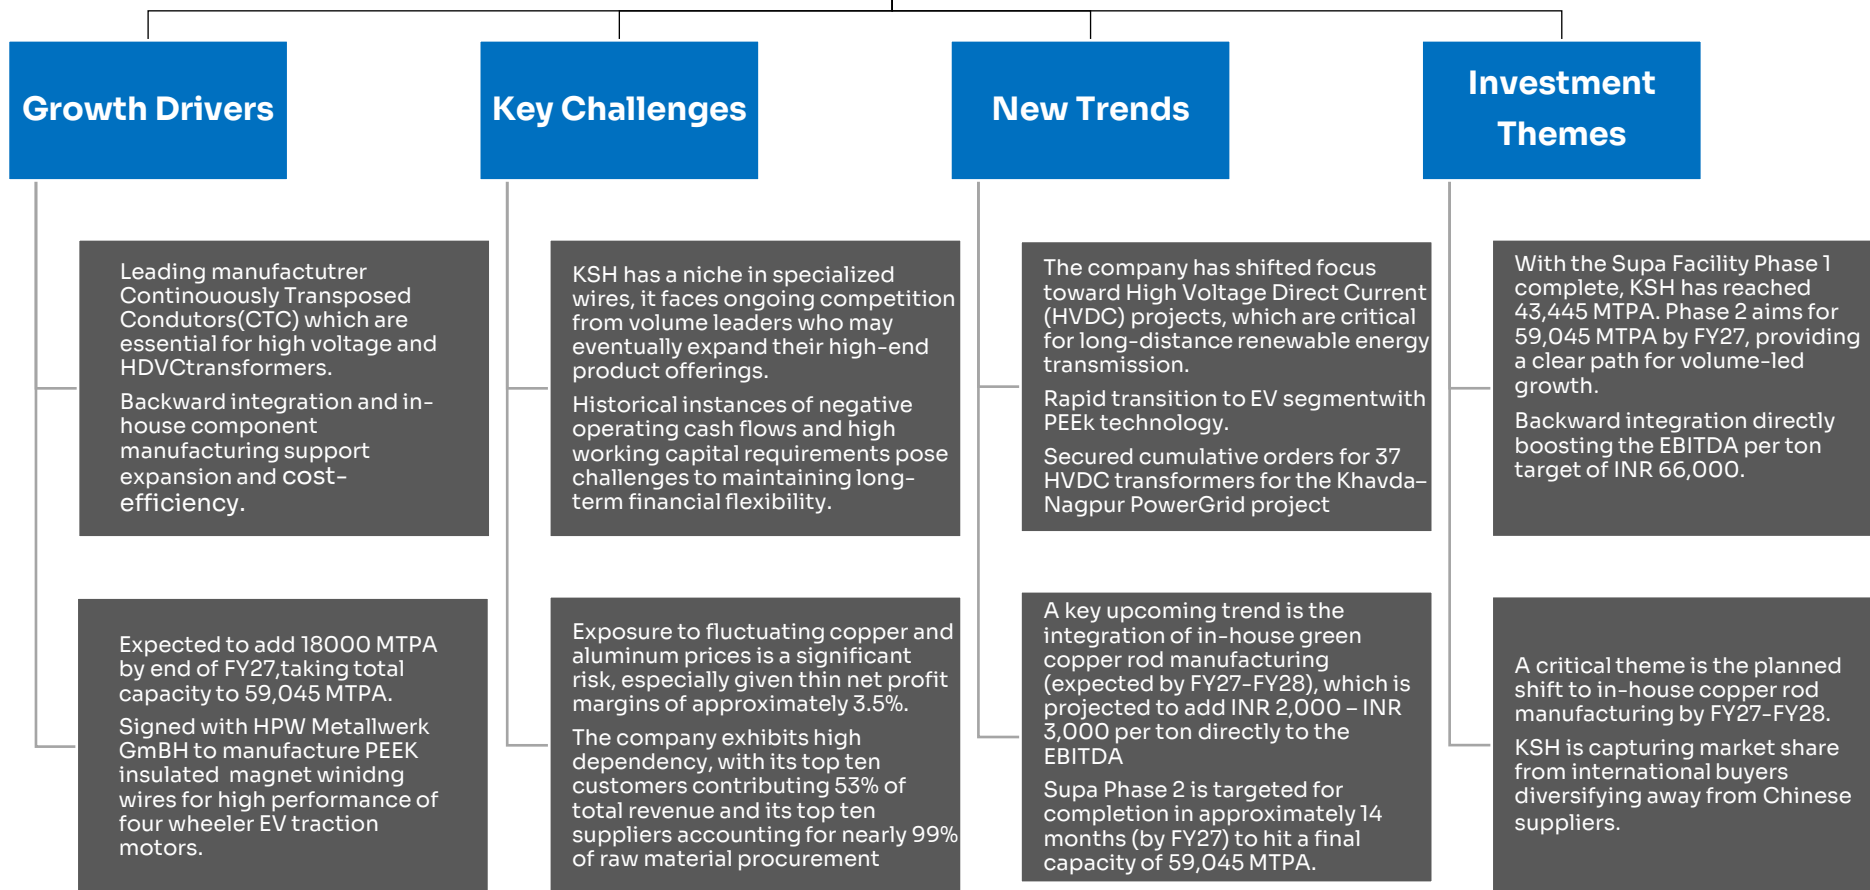 Growth Drivers
Leading manufactutrer
Continouously Transposed
Condutors(CTC) which are
essential for high voltage and
HDVCtransformers.
Backward integration and in-
house component
manufacturing support
expansion and cost-
efficiency.
Expected to add 18000 MTPA
by end of FY27,taking total
capacity to 59,045 MTPA.
Signed with HPW Metallwerk
GmBH to manufacture PEEK
insulated magnet winidng
wires for high performance of
four wheeler EV traction
motors.
Key Challenges
KSH has a niche in specialized
wires, it faces ongoing competition
from volume leaders who may
eventually expand their high-end
product offerings.
Historical instances of negative
operating cash flows and high
working capital requirements pose
challenges to maintaining long-
term financial flexibility.
Exposure to fluctuating copper and
aluminum prices is a significant
risk, especially given thin net profit
margins of approximately 3.5%.
The company exhibits high
dependency, with its top ten
customers contributing 53% of
total revenue and its top ten
suppliers accounting for nearly 99%
of raw material procurement
New Trends
The company has shifted focus
toward High Voltage Direct Current
(HVDC) projects, which are critical
for long-distance renewable energy
transmission.
Rapid transition to EV segmentwith
PEEk technology.
Secured cumulative orders for 37
HVDC transformers for the Khavda–
Nagpur PowerGrid project
A key upcoming trend is the
integration of in-house green
copper rod manufacturing
(expected by FY27-FY28), which is
projected to add INR 2,000 – INR
3,000 per ton directly to the
EBITDA
Supa Phase 2 is targeted for
completion in approximately 14
months (by FY27) to hit a final
capacity of 59,045 MTPA.
Investment
Themes
With the Supa Facility Phase 1
complete, KSH has reached
43,445 MTPA. Phase 2 aims for
59,045 MTPA by FY27, providing
a clear path for volume-led
growth.
Backward integration directly
boosting the EBITDA per ton
target of INR 66,000.
A critical theme is the planned
shift to in-house copper rod
manufacturing by FY27-FY28.
KSH is capturing market share
from international buyers
diversifying away from Chinese
suppliers.